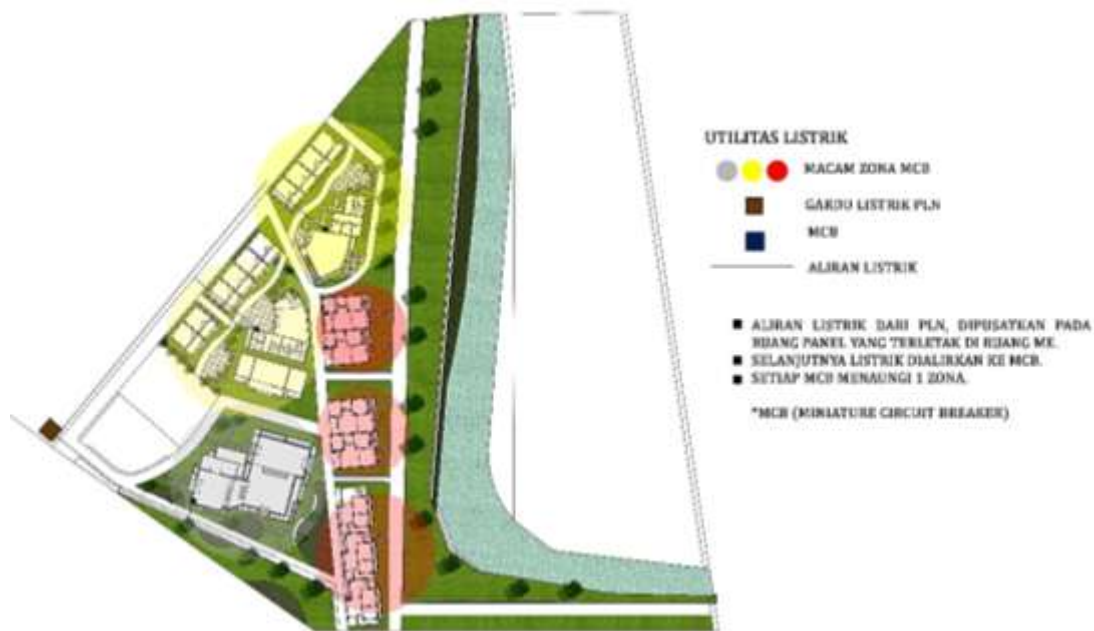 UTILITAS LISTRIK
MACAM ZONA MCB
GARDU LISTRIK PLN
MCB
ALIRAN LISTRIK
ALIRAN LISTRIK DARI PLN, DIPUSATKAN PADA
RUANG PANEL YANG TERLETAK DI RUANG ME.
SELANJUTNYA LISTRIK DIALIRKAN KE MCB.
SETIAP MCB MENAUNGI 1 ZONA.
*MCB (MINIATURE CIRCUIT BREAKER)